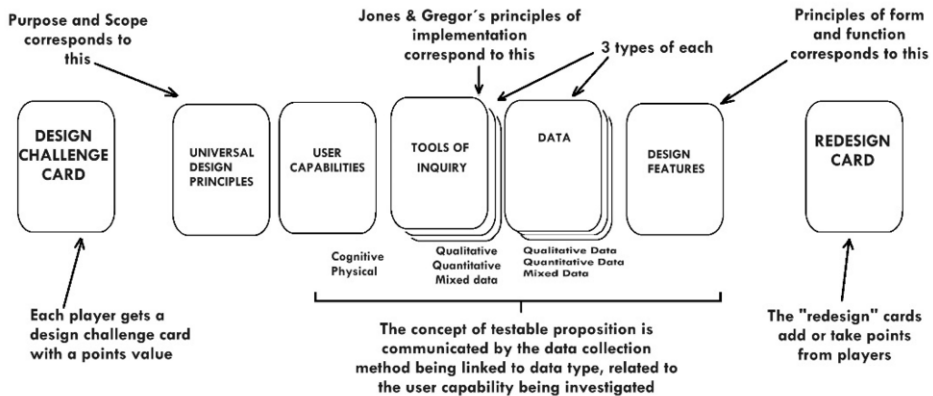 Purpose and Scope
corresponds to
this
Jones & Gregor´s principles of
implementation
correspond to this
3 types of each
Principles of form
and function
corresponds to this
DESIGN
CHALLENGE
CARD
UNIVERSAL
DESIGN
PRINCIPLES
USER
CAPABILITIES
TOOLS OF
INQUIRY
DATA
DESIGN
FEATURES
REDESIGN
CARD
Cognitive
Physical
Qualitative
Quantitative
Mixed data
Qualitative Data
Quantitative Data
Mixed Data
Each player gets a
design challenge card
with a points value
The concept of testable proposition is
communicated by the data collection
method being linked to data type, related to
the user capability being investigated
The "redesign" cards
add or take points
from players